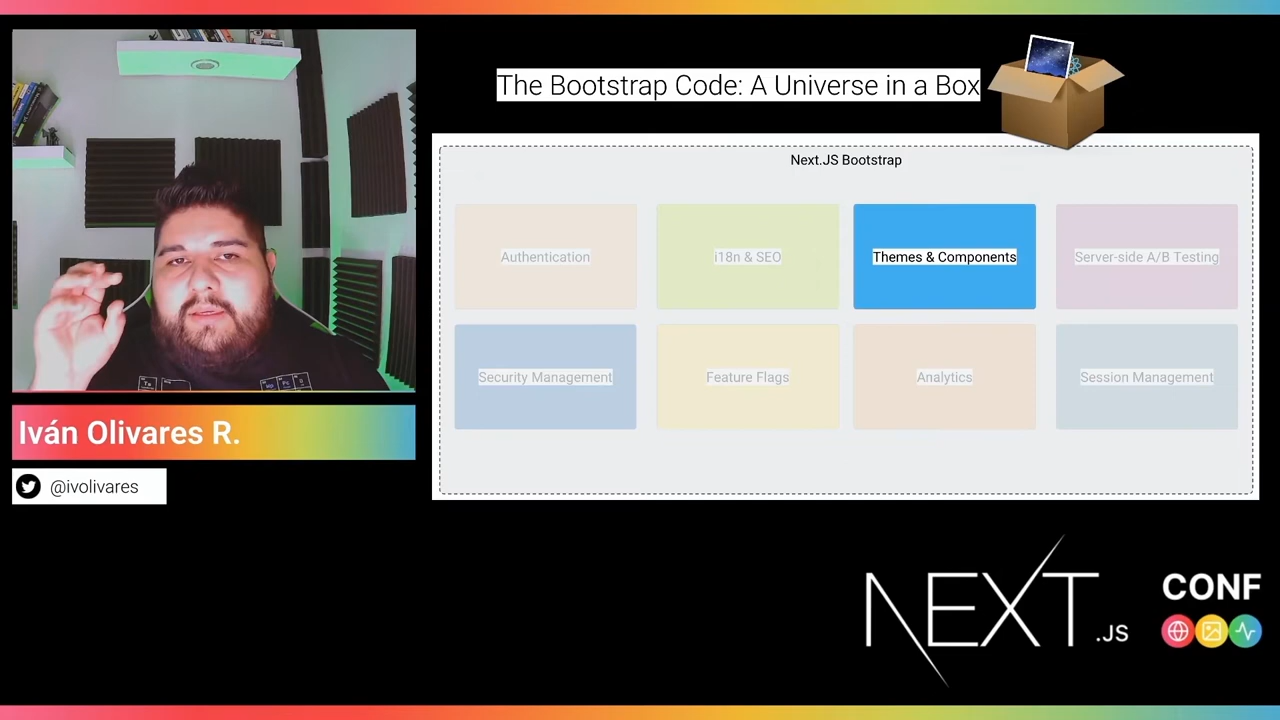 The Bootstrap Code: A Universe in a Box
Next.JS Bootstrap
Authentication
i18n & SEO
Themes & Components
Server-side A/B Testing
Security Management
Feature Flags
Analytics
Session Management
Iván Olivares R.
@ivolivares
NEXT.JS
CONF